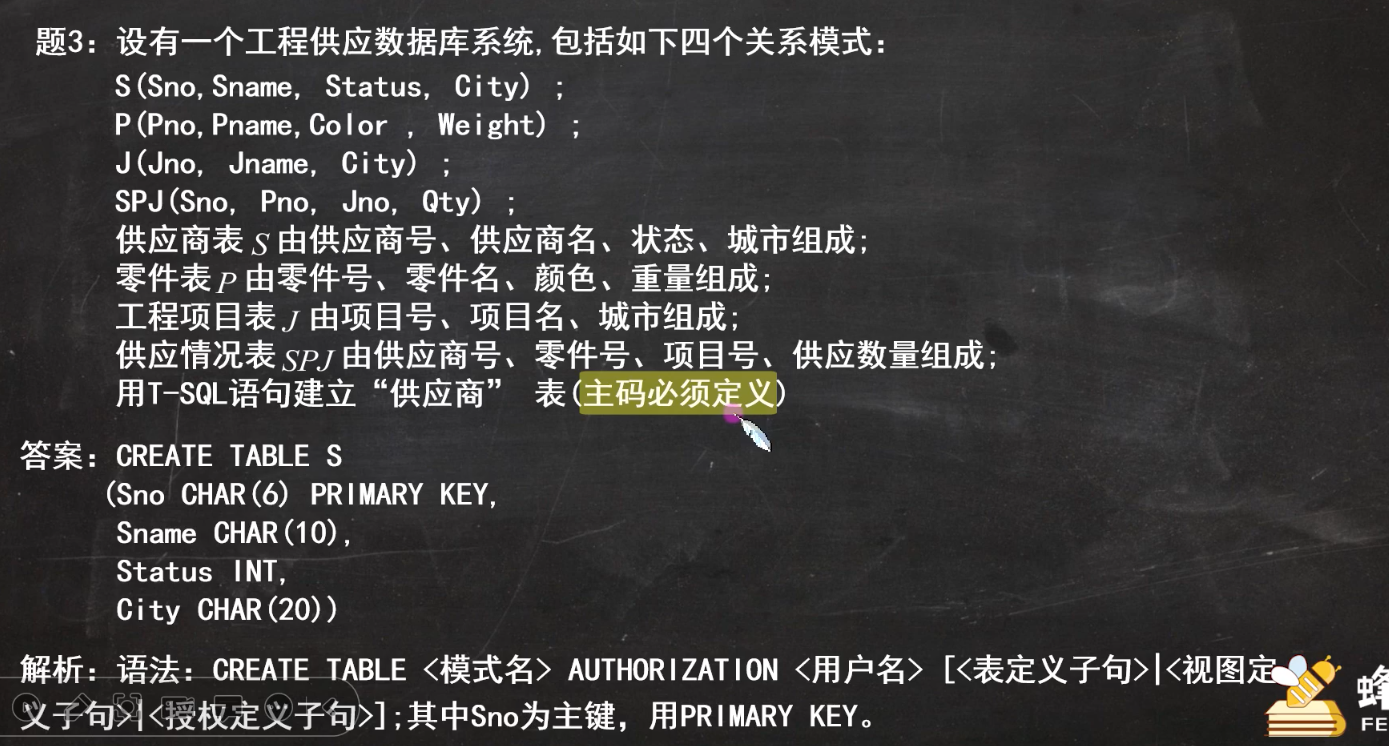 题3：设有一个工程供应数据库系统,包括如下四个关系模式：
S(Sno,Sname, Status, City) ;
P(Pno,Pname,Color , Weight) ;
J(Jno, Jname, City) ;
SPJ(Sno, Pno, Jno, Qty) ;
供应商表 S 由供应商号、供应商名、状态、城市组成;
零件表 P 由零件号、零件名、颜色、重量组成;
工程项目表 J 由项目号、项目名、城市组成;
供应情况表 SPJ 由供应商号、零件号、项目号、供应数量组成;
用T-SQL语句建立“供应商” 表(主码必须定义)
答案：CREATE TABLE S
(Sno CHAR(6) PRIMARY KEY,
Sname CHAR(10),
Status INT,
City CHAR(20))
解析：语法：CREATE TABLE <模式名> AUTHORIZATION <用户名> [<表定义子句>|<视图定
义子句>|<授权定义子句>];其中Sno为主键，用PRIMARY KEY。
蜂
FE